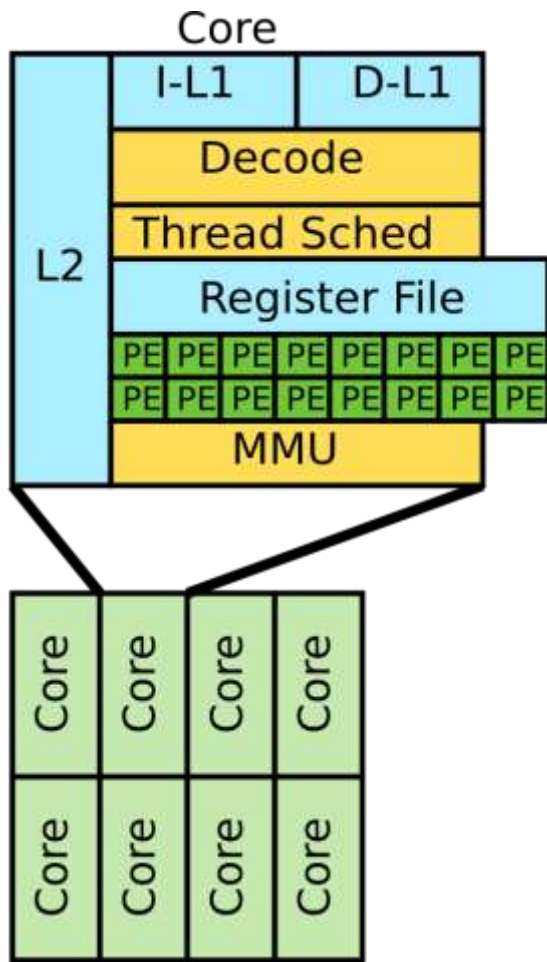 Core
I-L1 D-L1
Decode
Thread Sched
L2
Register File
PE PE PE PE PE PE PE PE
PE PE PE PE PE PE PE PE
MMU
Core Core Core Core
Core Core Core Core